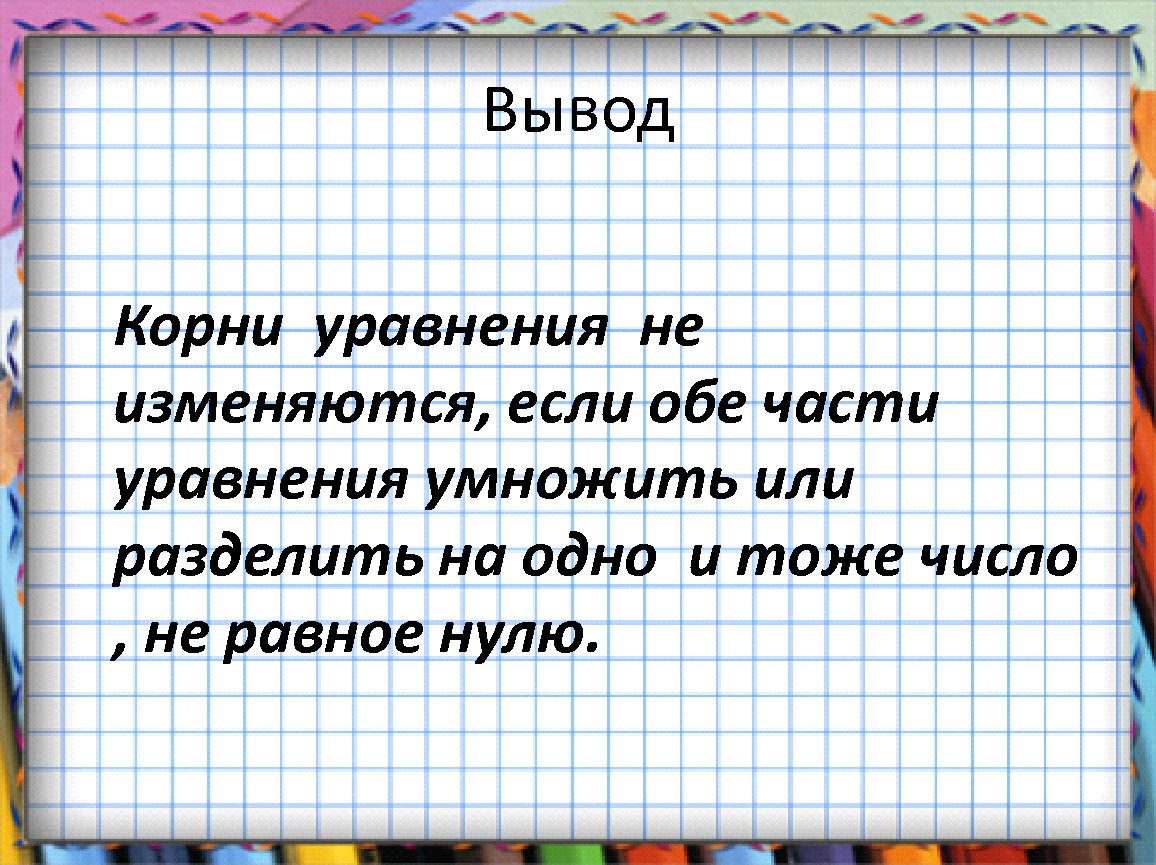 Вывод
Корни уравнения не
изменяются, если обе части
уравнения умножить или
разделить на одно и тоже число
, не равное нулю.